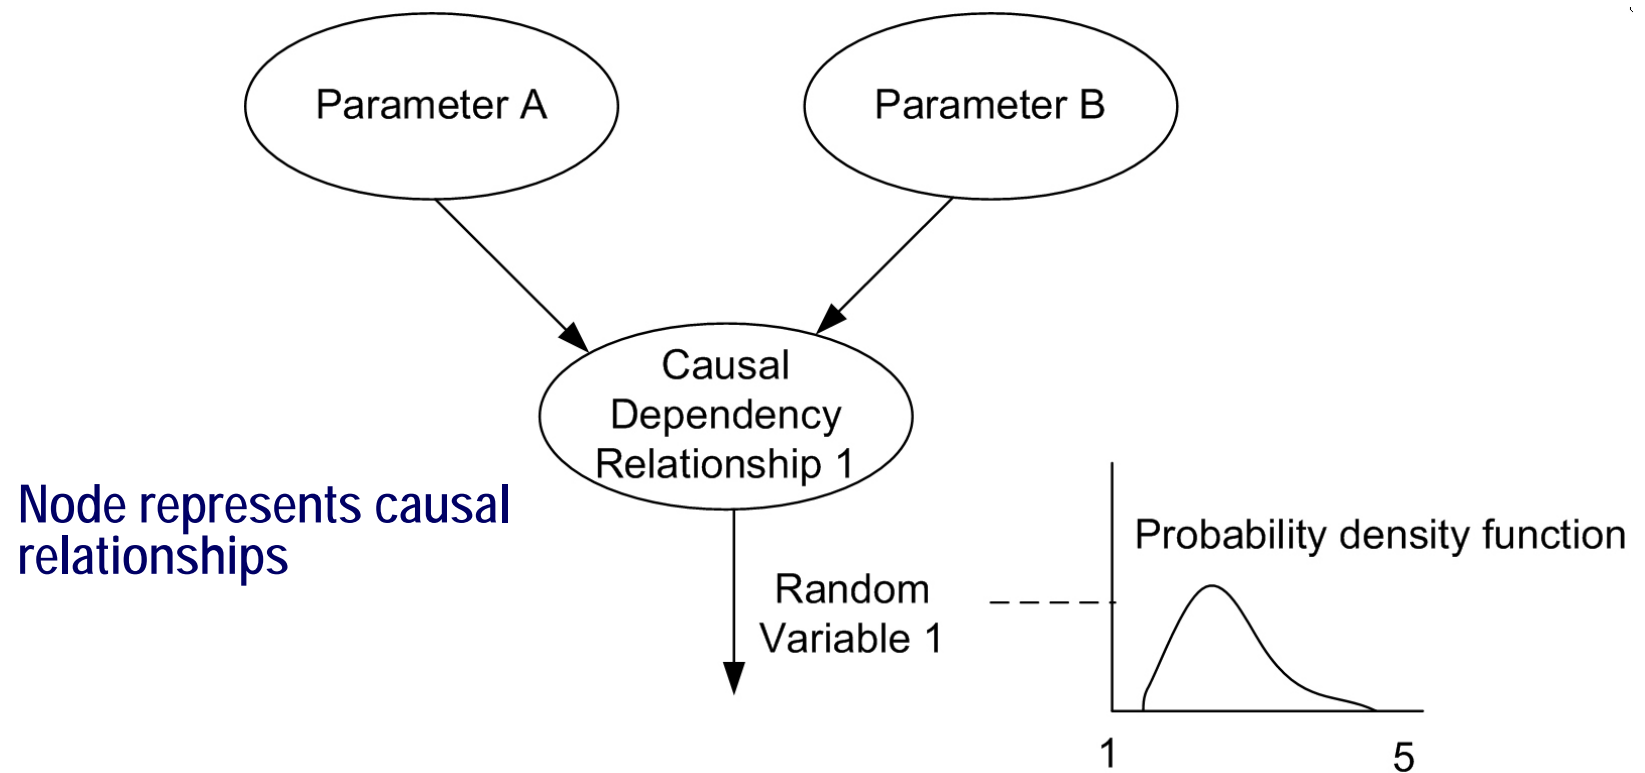 Parameter A
Parameter B
Causal
Dependency
Relationship 1
Node represents causal
relationships
Probability density function
Random
Variable 1
1
5